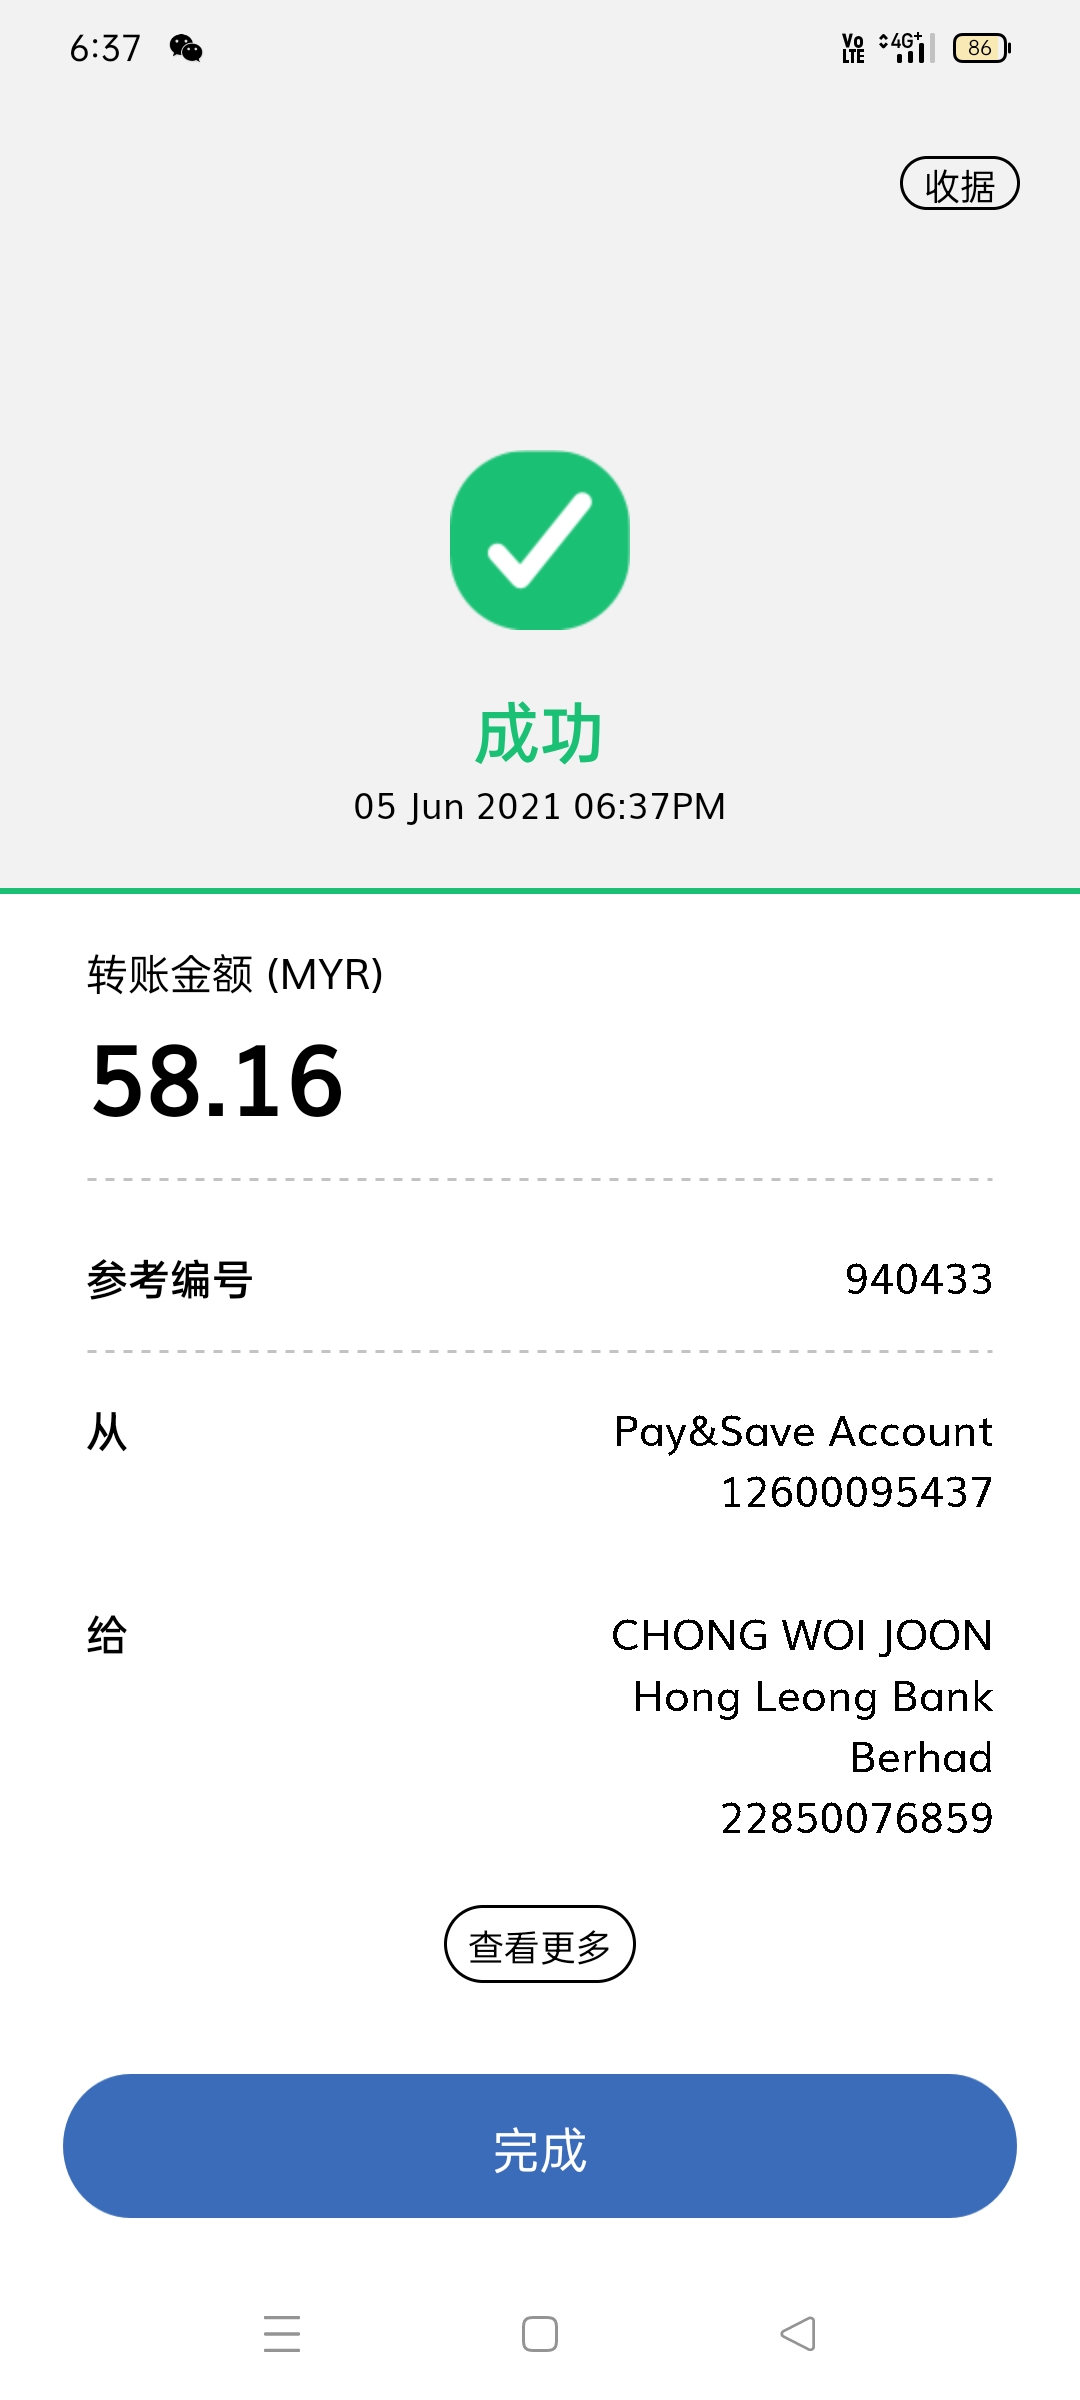 6:37 Vo LTE 4G+ 86
收据
成功
05 Jun 2021 06:37PM
转账金额 (MYR)
58.16
参考编号 940433
从 Pay&Save Account
12600095437
给 CHONG WOI JOON
Hong Leong Bank
Berhad
22850076859
查看更多
完成